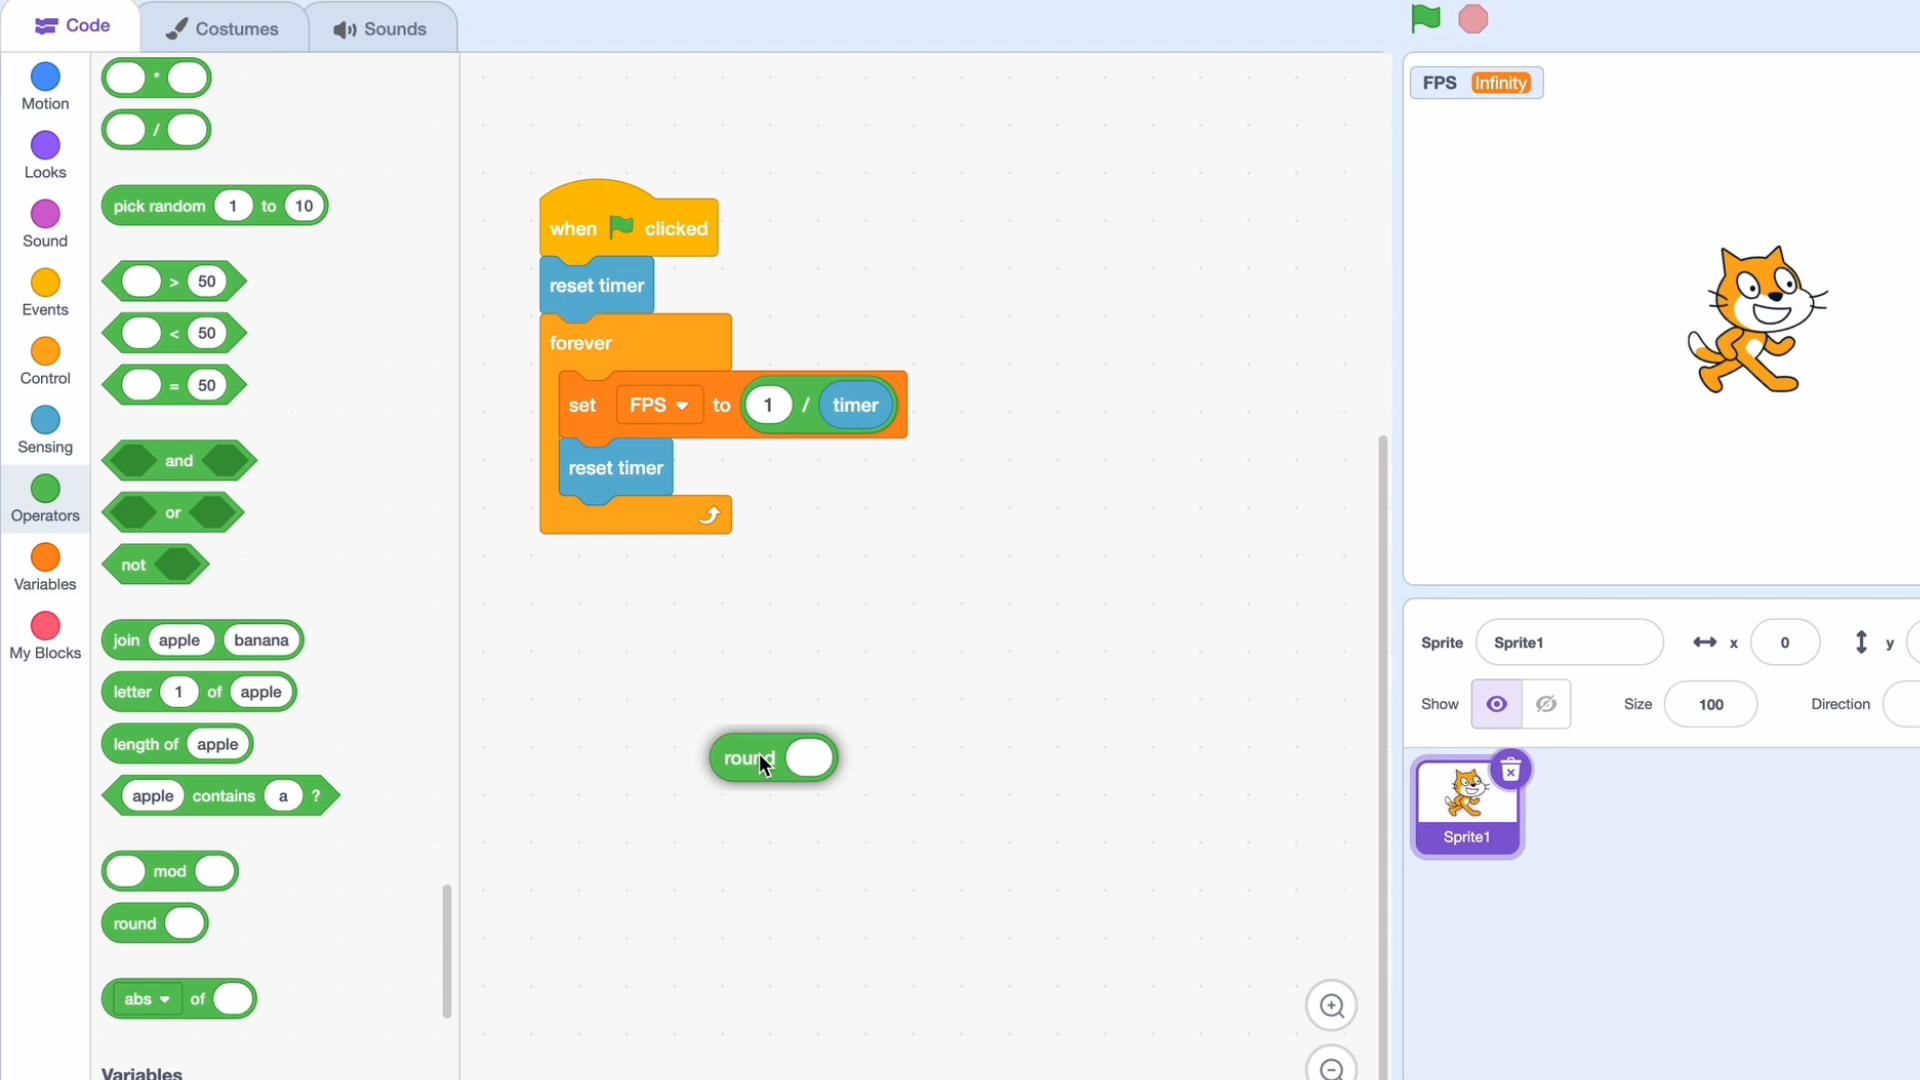 Code
Costumes
Sounds
Motion
Looks
Sound
Events
Control
Sensing
Operators
Variables
My Blocks
*
/
pick random 1 to 10
> 50
< 50
= 50
and
or
not
join apple banana
letter 1 of apple
length of apple
apple contains a ?
mod
round
abs of
Variables
when clicked
reset timer
forever
set FPS to 1 / timer
reset timer
round
FPS Infinity
Sprite Sprite1 x 0 y
Show Size 100 Direction
Sprite1